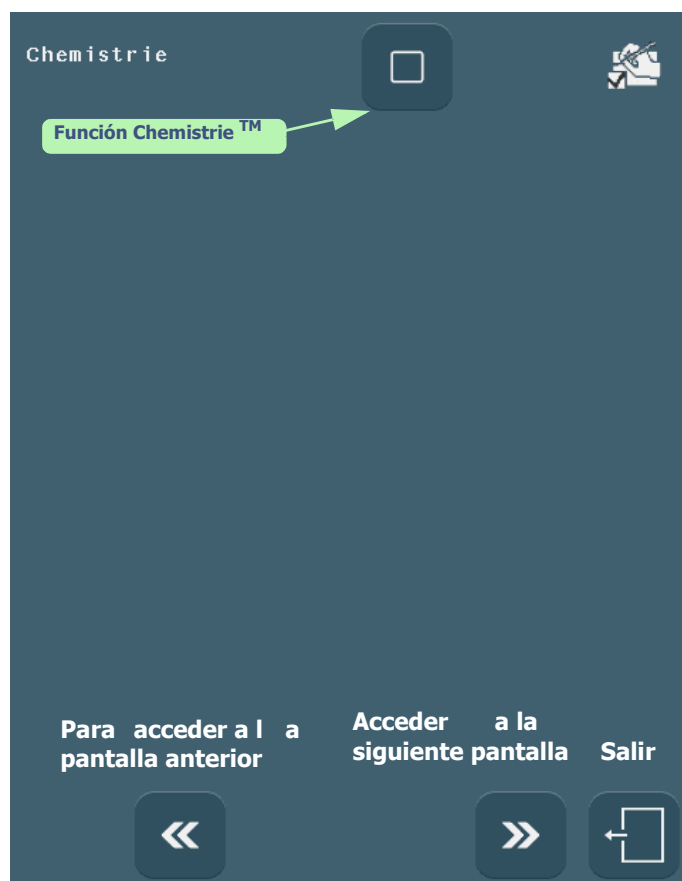 Chemistrie
Función Chemistrie TM
Para acceder a l a
pantalla anterior
Acceder a la
siguiente pantalla
Salir